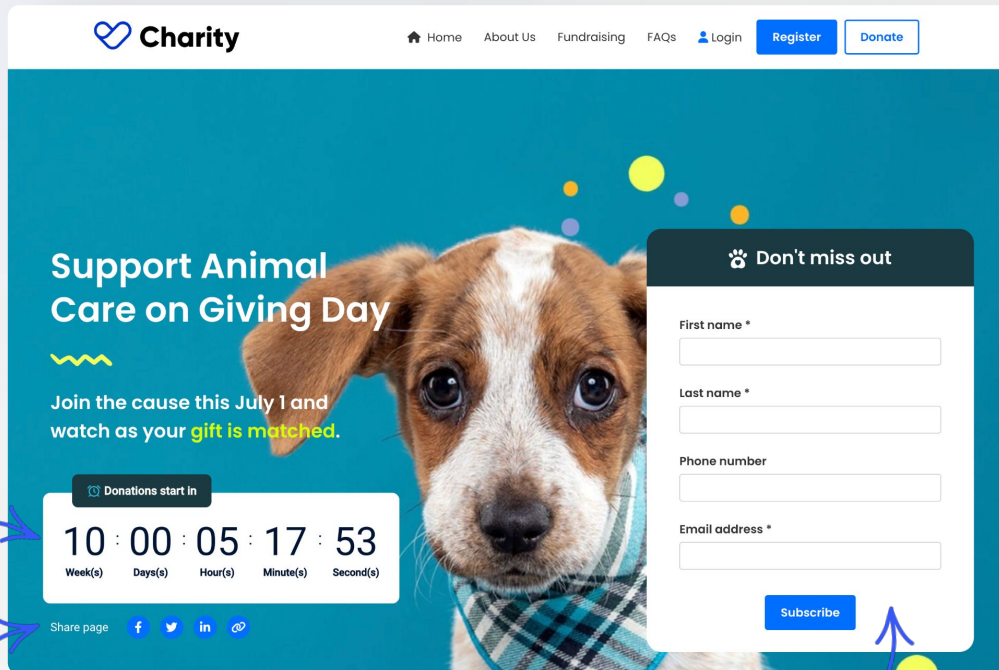 Charity
Home About Us Fundraising FAQs Login Register Donate
Support Animal
Care on Giving Day
Join the cause this July 1 and
watch as your gift is matched.
Donations start in
10 : 00 : 05 : 17 : 53
Week(s) Days(s) Hour(s) Minute(s) Second(s)
Share page
Don't miss out
First name *
Last name *
Phone number
Email address *
Subscribe